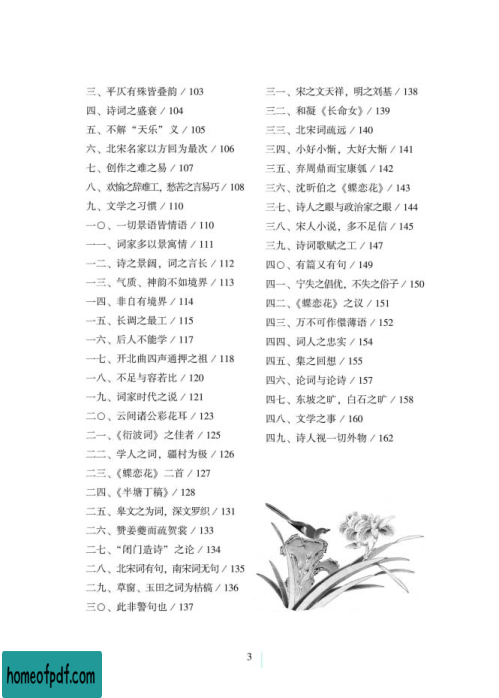 三、平仄有殊皆叠韵 / 103
四、诗词之盛衰 / 104
五、不解“天乐”义 / 105
六、北宋名家以方回为最次 / 106
七、创作之难之易 / 107
八、欢愉之辞难工，愁苦之言易巧 / 108
九、文学之习惯 / 110
一〇、一切景语皆情语 / 110
一一、词家多以景寓情 / 111
一二、诗之景阔，词之言长 / 112
一三、气质、神韵不如境界 / 113
一四、非自有境界 / 114
一五、长调之最工 / 115
一六、后人不能学 / 117
一七、开北曲四声通押之祖 / 118
一八、不足与容若比 / 120
一九、词家时代之说 / 121
二〇、云间诸公彩花耳 / 123
二一、《衍波词》之佳者 / 125
二二、学人之词，疆村为极 / 126
二三、《蝶恋花》二首 / 127
二四、《半塘丁稿》 / 128
二五、皋文之为词，深文罗织 / 131
二六、赞姜夔而疏贺裳 / 133
二七、“闭门造诗”之论 / 134
二八、北宋词有句，南宋词无句 / 135
二九、草窗、玉田之词为枯槁 / 136
三〇、此非警句也 / 137
三一、宋之文天祥，明之刘基 / 138
三二、和凝《长命女》 / 139
三三、北宋词疏远 / 140
三四、小好小惭，大好大惭 / 141
三五、弃周鼎而宝康瓠 / 142
三六、沈昕伯之《蝶恋花》 / 143
三七、诗人之眼与政治家之眼 / 144
三八、宋人小说，多不足信 / 145
三九、诗词歌赋之工 / 147
四〇、有篇又有句 / 149
四一、宁失之倡优，不失之俗子 / 150
四二、《蝶恋花》之议 / 151
四三、万不可作儇薄语 / 152
四四、词人之忠实 / 154
四五、集之回想 / 155
四六、论词与论诗 / 157
四七、东坡之旷，白石之旷 / 158
四八、文学之事 / 160
四九、诗人视一切外物 / 162
3
homeofpdf.com